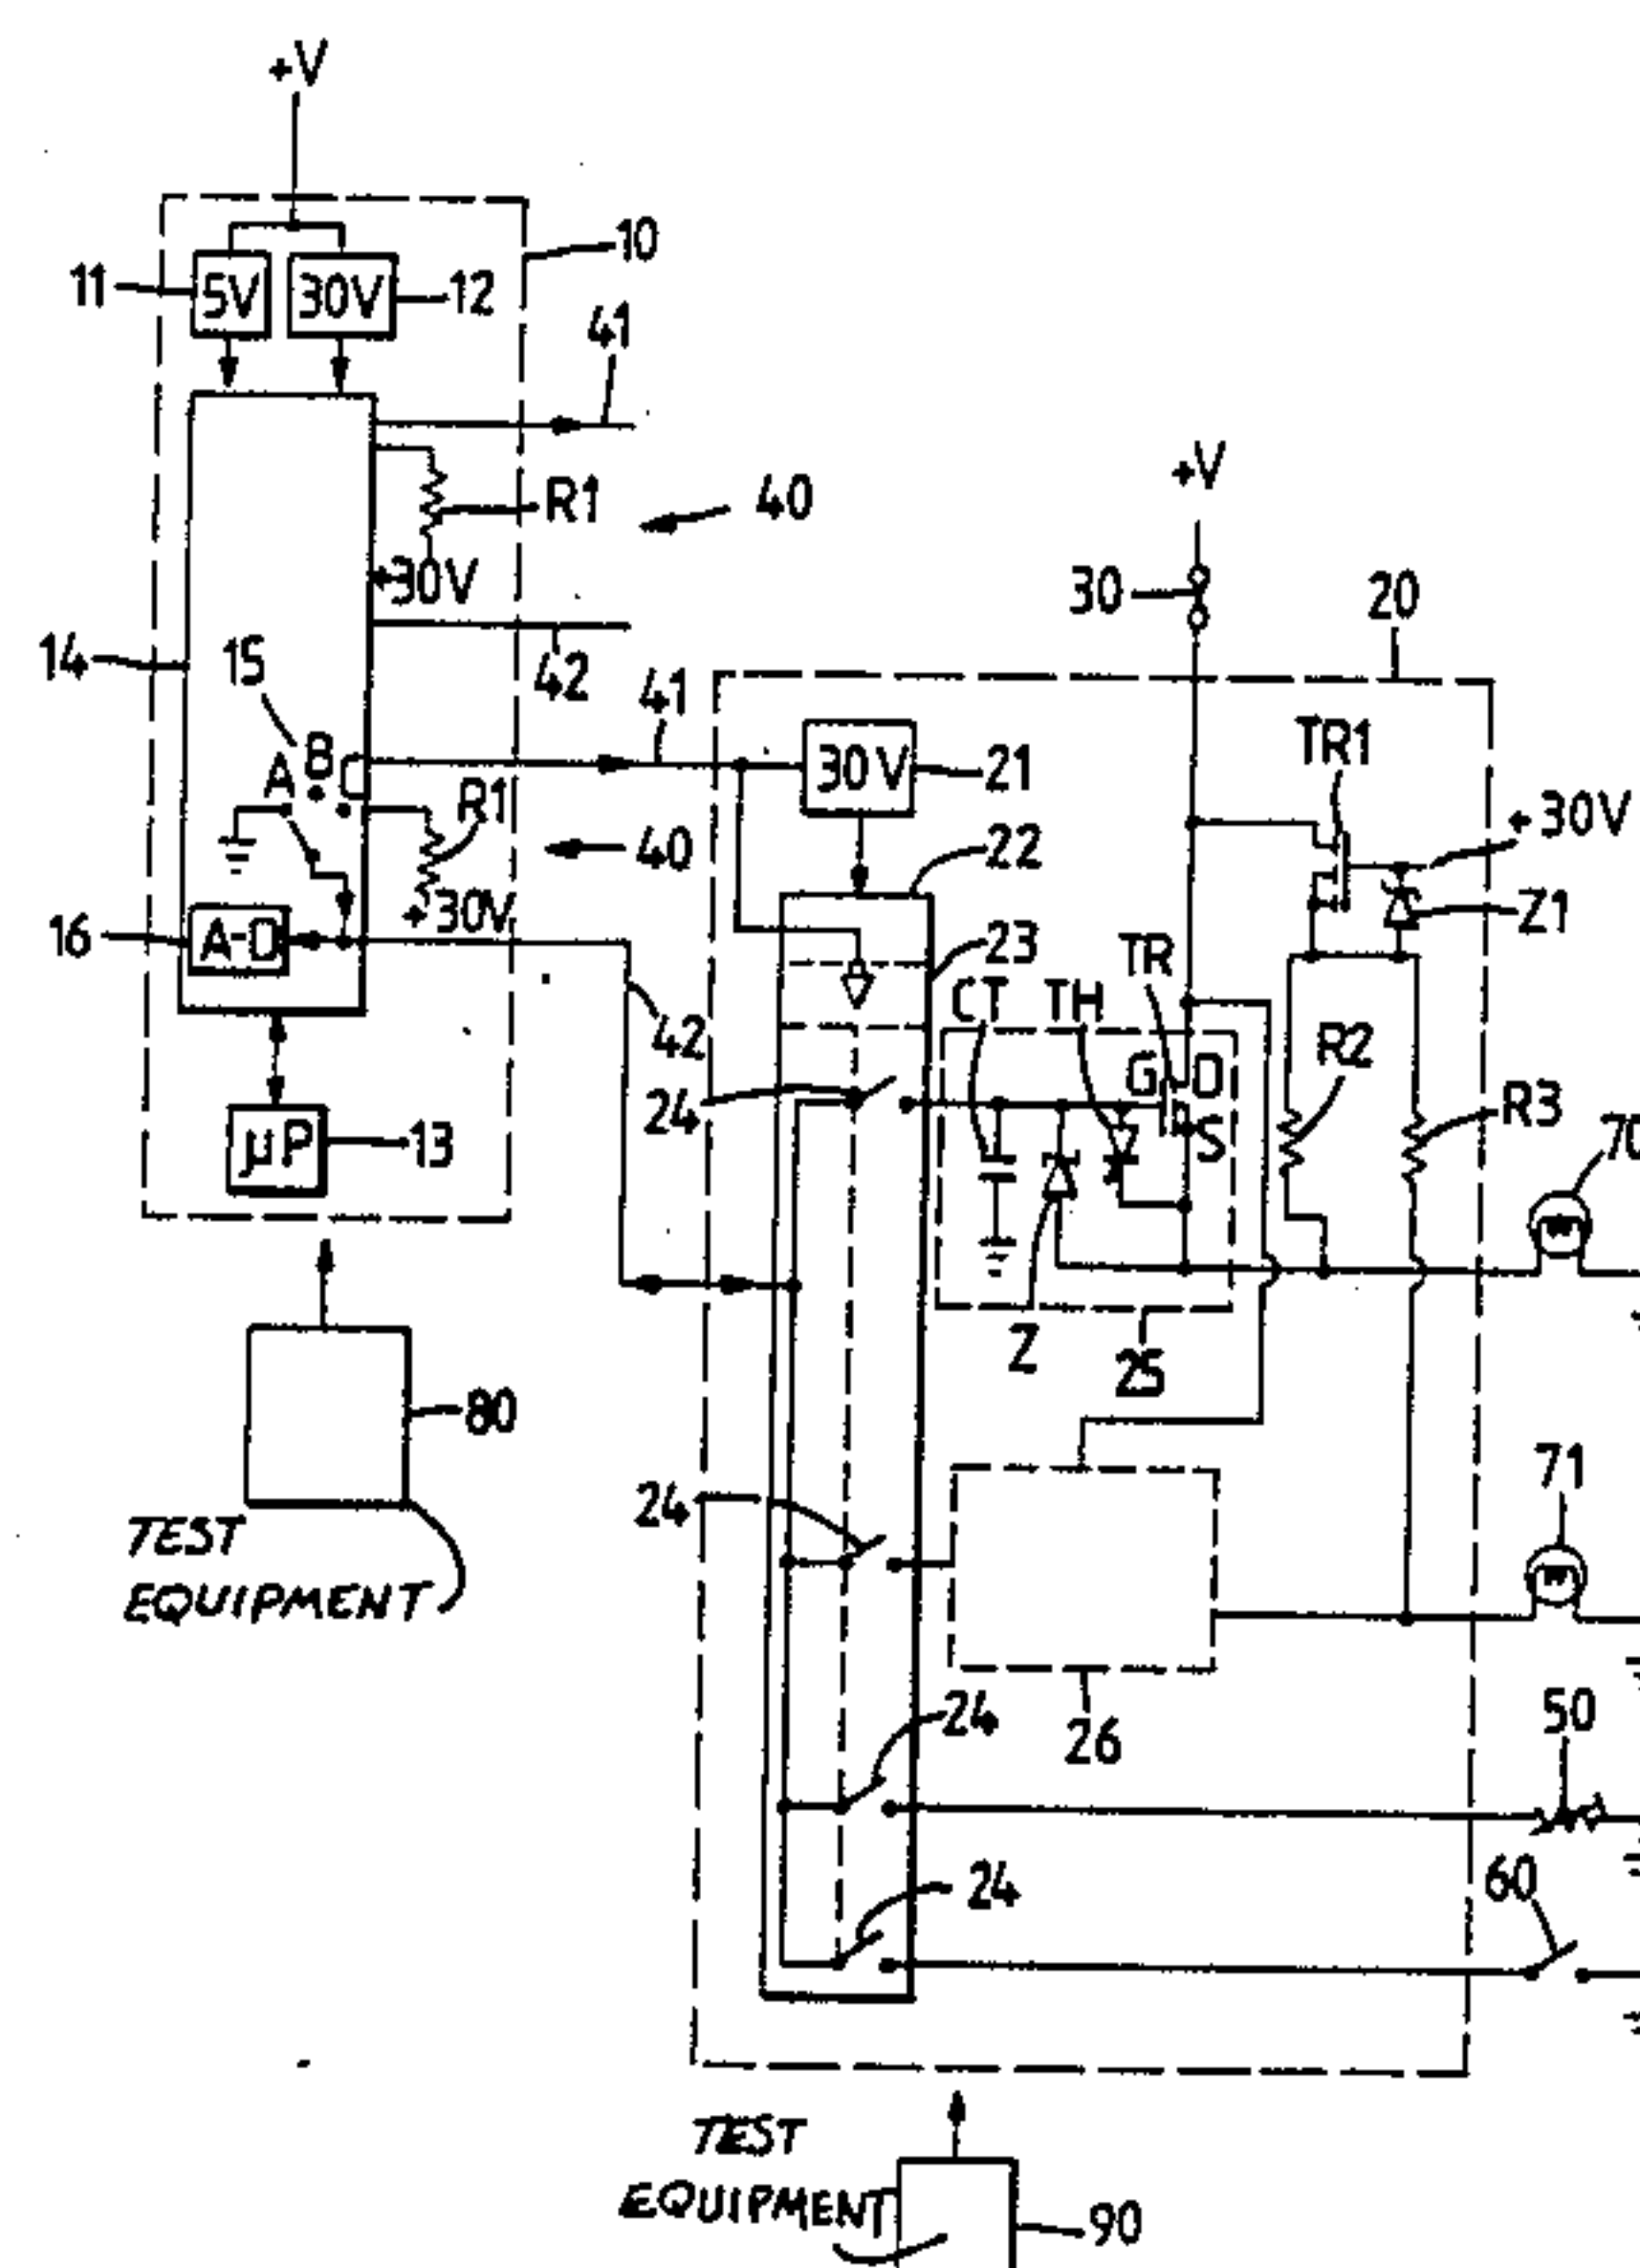 +V
10
11
5V
30V
12
41
R1
40
+V
+30V
30
20
14
15
42
41
TR1
B
A
30V
21
R1
+30V
22
40
+30V
Z1
16
A-D
23
TR
CT
TH
42
G
D
R2
24
S
R3
70
µP
13
Z
25
80
71
24
TEST
EQUIPMENT
24
50
26
24
60
TEST
EQUIPMENT
90